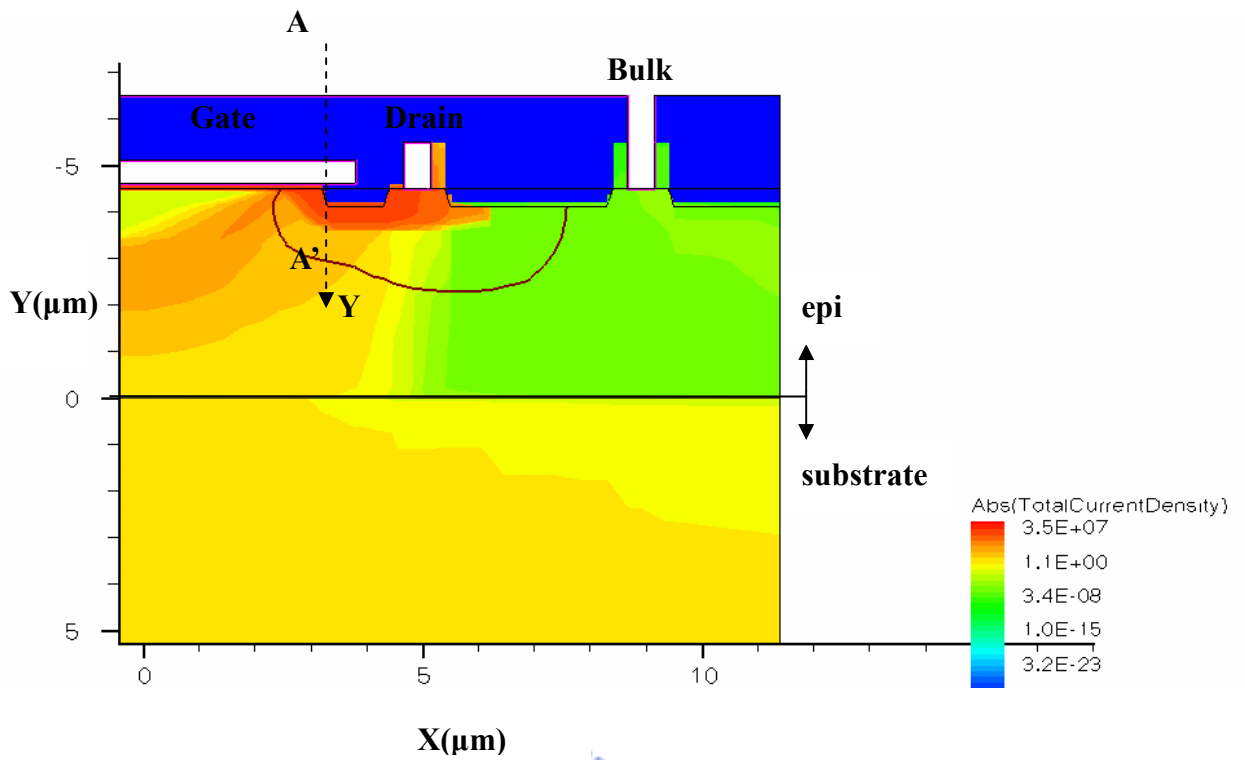 A
Bulk
Gate
Drain
-5
A’
Y
Y(µm)
epi
0
substrate
Abs(TotalCurrentDensity)
3.5E+07
1.1E+00
3.4E-08
1.0E-15
3.2E-23
5
0
5
10
X(µm)